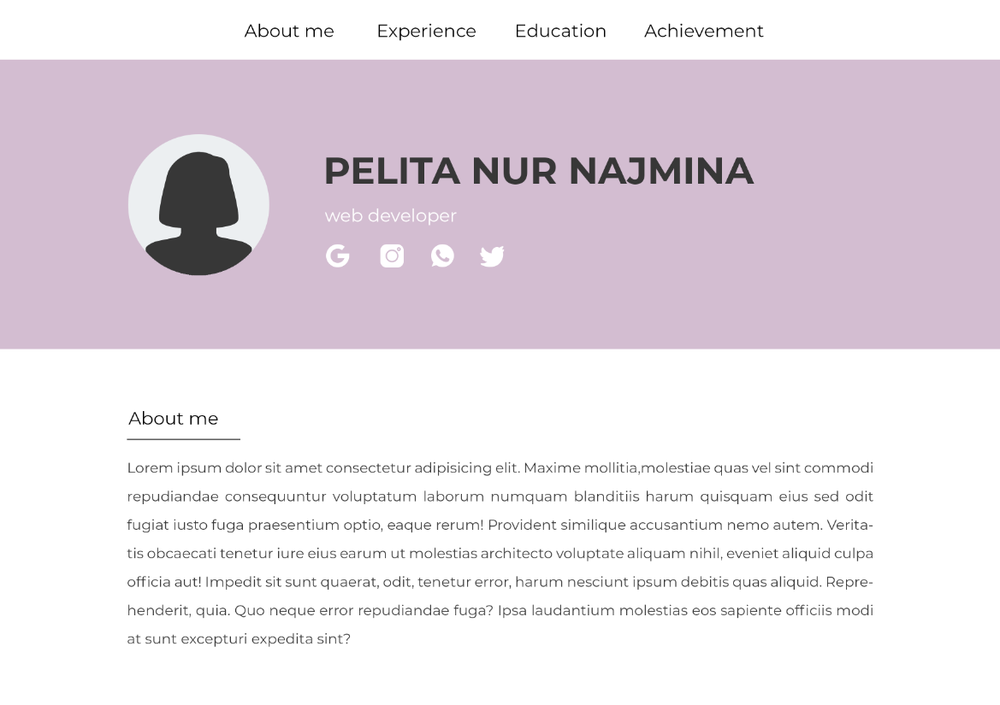 About me Experience Education Achievement
PELITA NUR NAJMINA
web developer
About me
Lorem ipsum dolor sit amet consectetur adipisicing elit. Maxime mollitia,molestiae quas vel sint commodi
repudiandae consequuntur voluptatum laborum numquam blanditiis harum quisquam eius sed odit
fugiat iusto fuga praesentium optio, eaque rerum! Provident similique accusantium nemo autem. Verita-
tis obcaecati tenetur iure eius earum ut molestias architecto voluptate aliquam nihil, eveniet aliquid culpa
officia aut! Impedit sit sunt quaerat, odit, tenetur error, harum nesciunt ipsum debitis quas aliquid. Repre-
henderit, quia. Quo neque error repudiandae fuga? Ipsa laudantium molestias eos sapiente officiis modi
at sunt excepturi expedita sint?